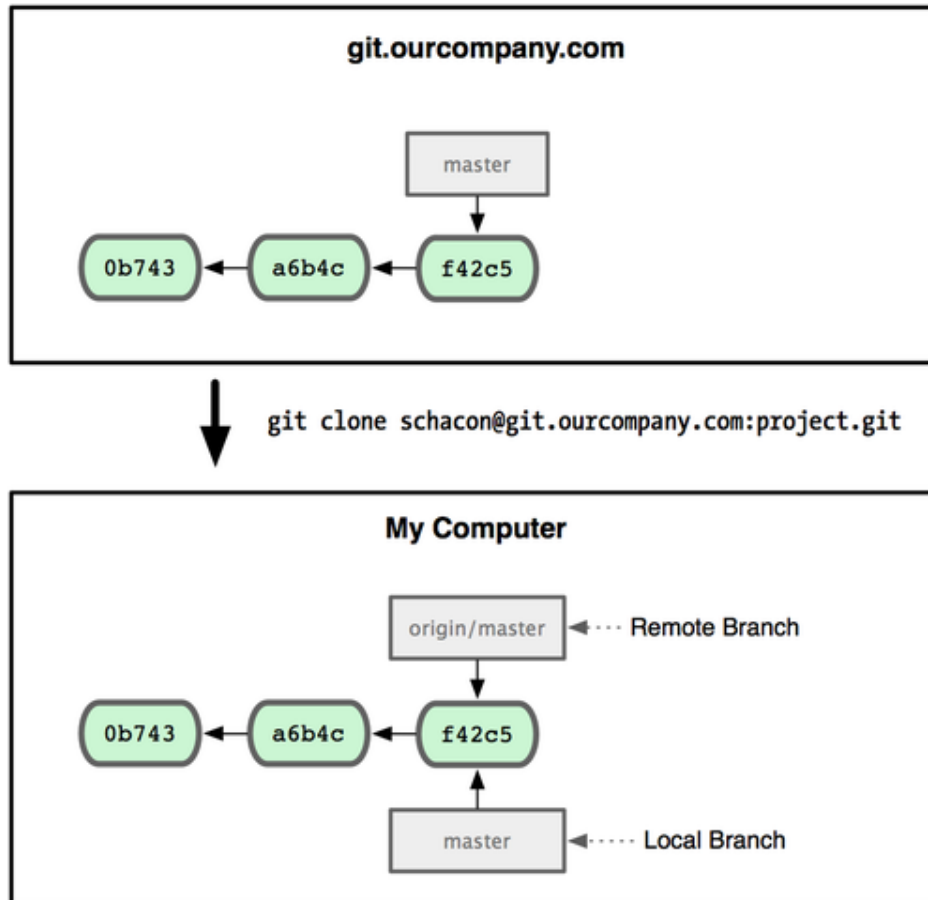 git.ourcompany.com
master
0b743 a6b4c f42c5
git clone schacon@git.ourcompany.com:project.git
My Computer
origin/master Remote Branch
0b743 a6b4c f42c5
master Local Branch